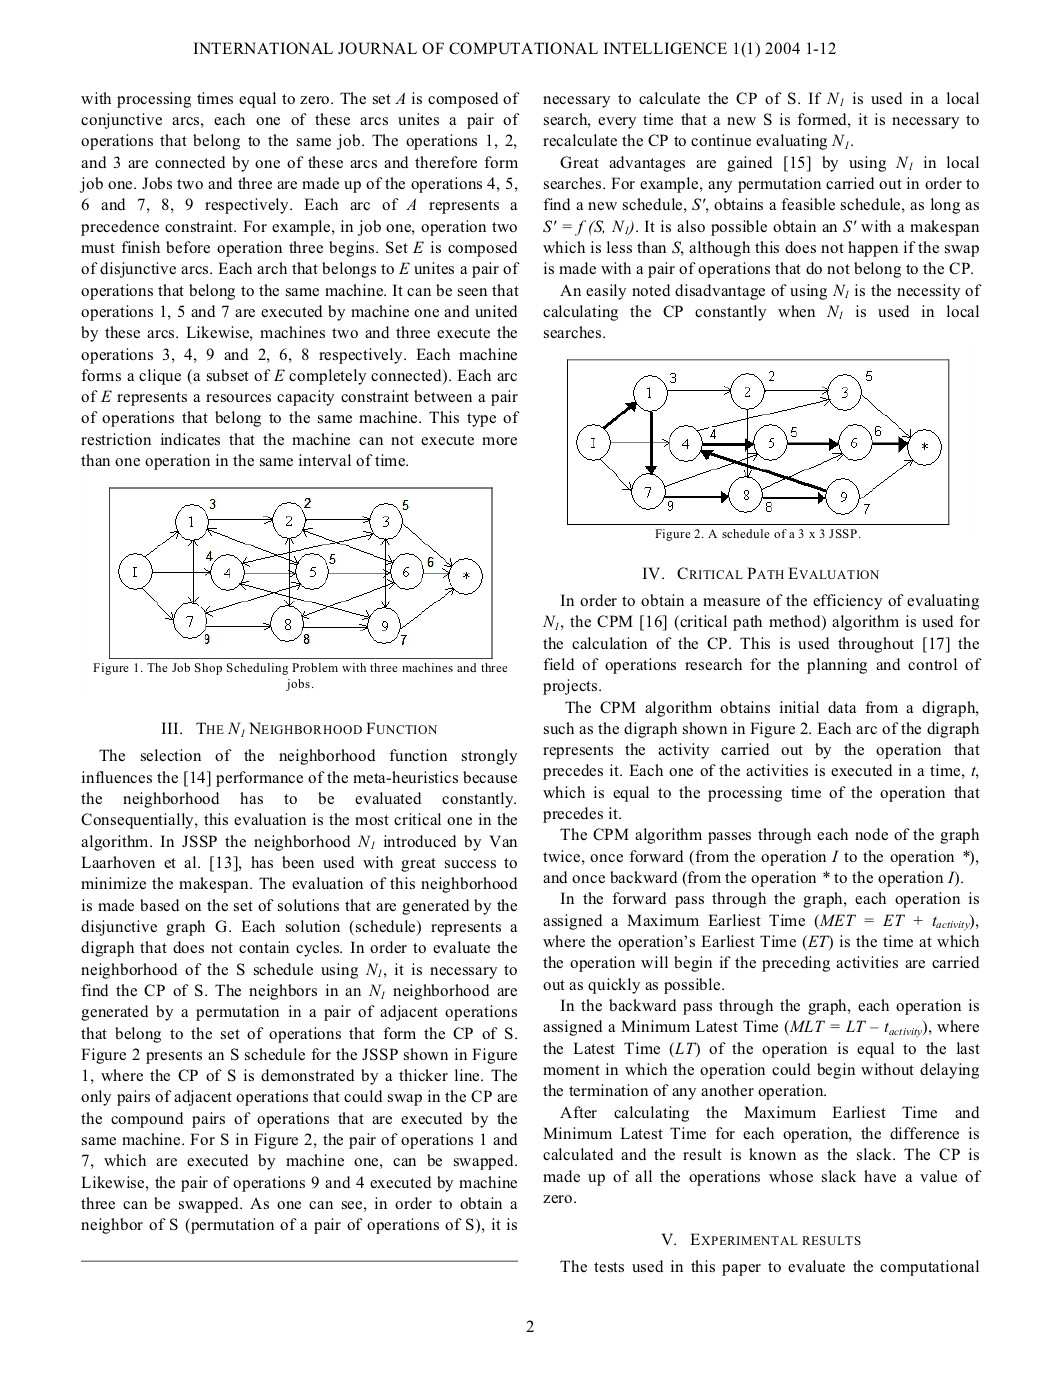 INTERNATIONAL JOURNAL OF COMPUTATIONAL INTELLIGENCE 1(1) 2004 1-12
with processing times equal to zero. The set A is composed of
conjunctive arcs, each one of these arcs unites a pair of
operations that belong to the same job. The operations 1, 2,
and 3 are connected by one of these arcs and therefore form
job one. Jobs two and three are made up of the operations 4, 5,
6 and 7, 8, 9 respectively. Each arc of A represents a
precedence constraint. For example, in job one, operation two
must finish before operation three begins. Set E is composed
of disjunctive arcs. Each arch that belongs to E unites a pair of
operations that belong to the same machine. It can be seen that
operations 1, 5 and 7 are executed by machine one and united
by these arcs. Likewise, machines two and three execute the
operations 3, 4, 9 and 2, 6, 8 respectively. Each machine
forms a clique (a subset of E completely connected). Each arc
of E represents a resources capacity constraint between a pair
of operations that belong to the same machine. This type of
restriction indicates that the machine can not execute more
than one operation in the same interval of time.
1 3 2 2 3 5
I 4 4 5 5 6 6 *
7 9 8 8 9 7
Figure 1. The Job Shop Scheduling Problem with three machines and three
jobs.
III. THE N1 NEIGHBORHOOD FUNCTION
The selection of the neighborhood function strongly
influences the [14] performance of the meta-heuristics because
the neighborhood has to be evaluated constantly.
Consequentially, this evaluation is the most critical one in the
algorithm. In JSSP the neighborhood N1 introduced by Van
Laarhoven et al. [13], has been used with great success to
minimize the makespan. The evaluation of this neighborhood
is made based on the set of solutions that are generated by the
disjunctive graph G. Each solution (schedule) represents a
digraph that does not contain cycles. In order to evaluate the
neighborhood of the S schedule using N1, it is necessary to
find the CP of S. The neighbors in an N1 neighborhood are
generated by a permutation in a pair of adjacent operations
that belong to the set of operations that form the CP of S.
Figure 2 presents an S schedule for the JSSP shown in Figure
1, where the CP of S is demonstrated by a thicker line. The
only pairs of adjacent operations that could swap in the CP are
the compound pairs of operations that are executed by the
same machine. For S in Figure 2, the pair of operations 1 and
7, which are executed by machine one, can be swapped.
Likewise, the pair of operations 9 and 4 executed by machine
three can be swapped. As one can see, in order to obtain a
neighbor of S (permutation of a pair of operations of S), it is
necessary to calculate the CP of S. If N1 is used in a local
search, every time that a new S is formed, it is necessary to
recalculate the CP to continue evaluating N1.
Great advantages are gained [15] by using N1 in local
searches. For example, any permutation carried out in order to
find a new schedule, S', obtains a feasible schedule, as long as
S' = f (S, N1). It is also possible obtain an S' with a makespan
which is less than S, although this does not happen if the swap
is made with a pair of operations that do not belong to the CP.
An easily noted disadvantage of using N1 is the necessity of
calculating the CP constantly when N1 is used in local
searches.
1 3 2 2 3 5
I 4 4 5 5 6 6 *
7 9 8 8 9 7
Figure 2. A schedule of a 3 x 3 JSSP.
IV. CRITICAL PATH EVALUATION
In order to obtain a measure of the efficiency of evaluating
N1, the CPM [16] (critical path method) algorithm is used for
the calculation of the CP. This is used throughout [17] the
field of operations research for the planning and control of
projects.
The CPM algorithm obtains initial data from a digraph,
such as the digraph shown in Figure 2. Each arc of the digraph
represents the activity carried out by the operation that
precedes it. Each one of the activities is executed in a time, t,
which is equal to the processing time of the operation that
precedes it.
The CPM algorithm passes through each node of the graph
twice, once forward (from the operation I to the operation *),
and once backward (from the operation * to the operation I).
In the forward pass through the graph, each operation is
assigned a Maximum Earliest Time (MET = ET + tactivity),
where the operation's Earliest Time (ET) is the time at which
the operation will begin if the preceding activities are carried
out as quickly as possible.
In the backward pass through the graph, each operation is
assigned a Minimum Latest Time (MLT = LT – tactivity), where
the Latest Time (LT) of the operation is equal to the last
moment in which the operation could begin without delaying
the termination of any another operation.
After calculating the Maximum Earliest Time and
Minimum Latest Time for each operation, the difference is
calculated and the result is known as the slack. The CP is
made up of all the operations whose slack have a value of
zero.
V. EXPERIMENTAL RESULTS
The tests used in this paper to evaluate the computational
2